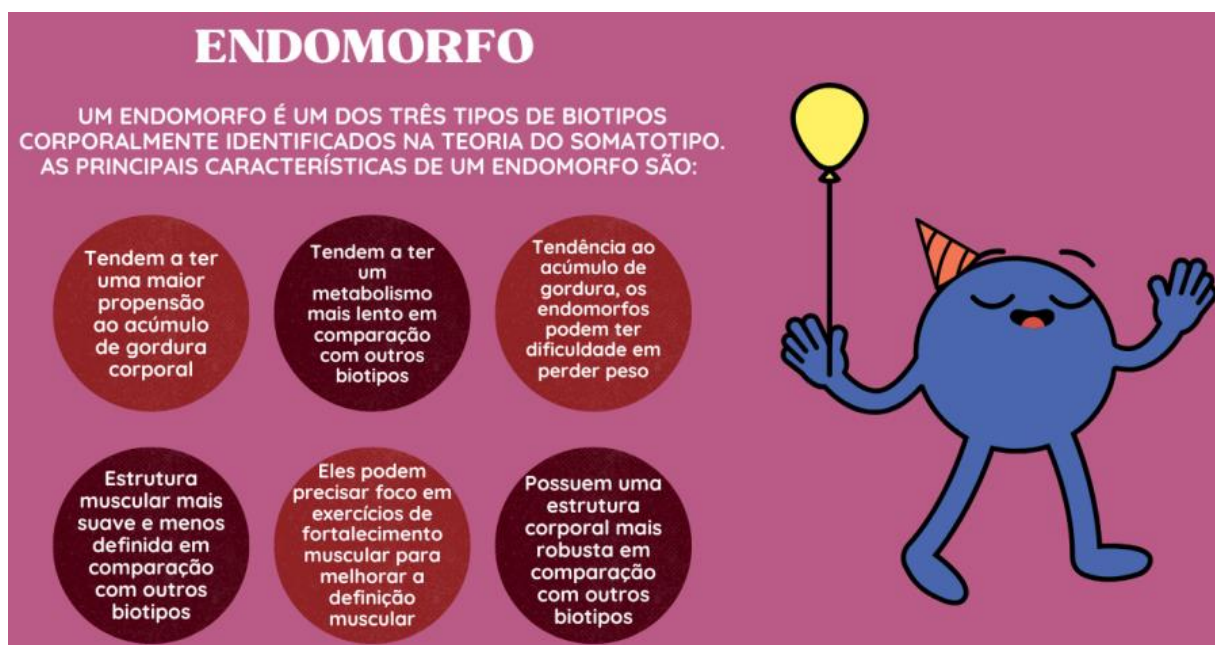 ENDOMORFO
UM ENDOMORFO É UM DOS TRÊS TIPOS DE BIOTIPOS
CORPORALMENTE IDENTIFICADOS NA TEORIA DO SOMATOTIPO.
AS PRINCIPAIS CARACTERÍSTICAS DE UM ENDOMORFO SÃO:
Tendem a ter
uma maior
propensão
ao acúmulo
de gordura
corporal
Tendem a ter
um
metabolismo
mais lento em
comparação
com outros
biotipos
Tendência ao
acúmulo de
gordura, os
endomorfos
podem ter
dificuldade em
perder peso
Estrutura
muscular mais
suave e menos
definida em
comparação
com outros
biotipos
Eles podem
precisar foco em
exercícios de
fortalecimento
muscular para
melhorar a
definição
muscular
Possuem uma
estrutura
corporal mais
robusta em
comparação
com outros
biotipos